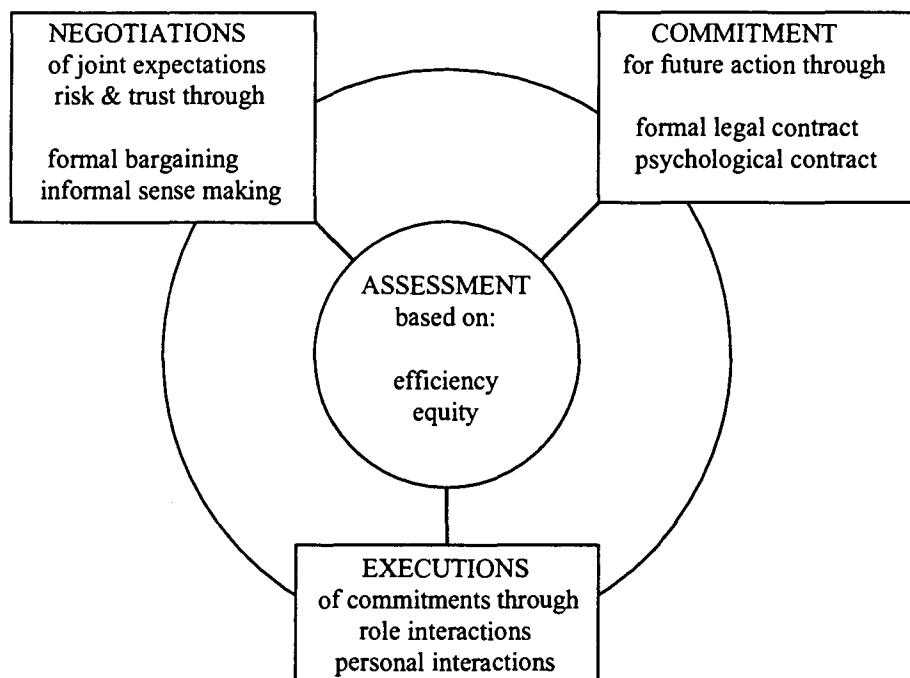 NEGOTIATIONS
of joint expectations
risk & trust through
formal bargaining
informal sense making
COMMITMENT
for future action through
formal legal contract
psychological contract
ASSESSMENT
based on:
efficiency
equity
EXECUTIONS
of commitments through
role interactions
personal interactions